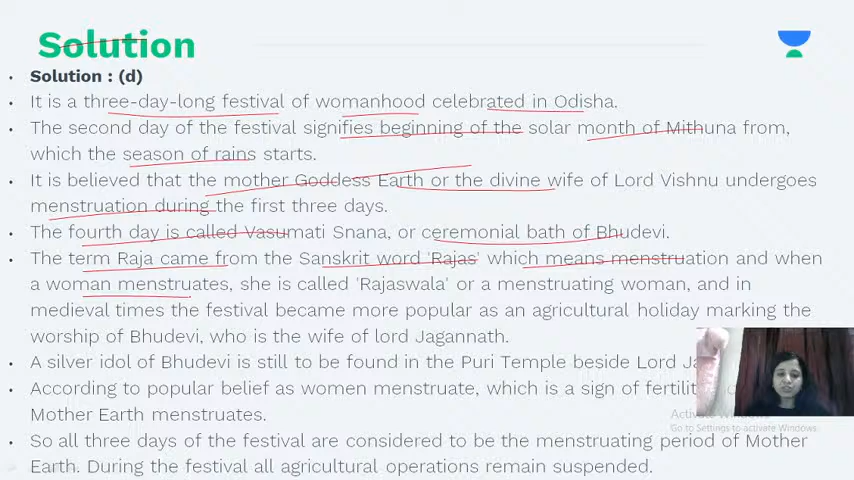 Solution
• Solution : (d)
• It is a three-day-long festival of womanhood celebrated in Odisha.
• The second day of the festival signifies beginning of the solar month of Mithuna from,
which the season of rains starts.
• It is believed that the mother Goddess Earth or the divine wife of Lord Vishnu undergoes
menstruation during the first three days.
• The fourth day is called Vasumati Snana, or ceremonial bath of Bhudevi.
• The term Raja came from the Sanskrit word 'Rajas' which means menstruation and when
a woman menstruates, she is called 'Rajaswala' or a menstruating woman, and in
medieval times the festival became more popular as an agricultural holiday marking the
worship of Bhudevi, who is the wife of lord Jagannath.
• A silver idol of Bhudevi is still to be found in the Puri Temple beside Lord
• According to popular belief as women menstruate, which is a sign of
Mother Earth menstruates.
• So all three days of the festival are considered to be the menstruating period of Mother
Earth. During the festival all agricultural operations remain suspended.
Activate Windows
Go to Settings to activate Windows.